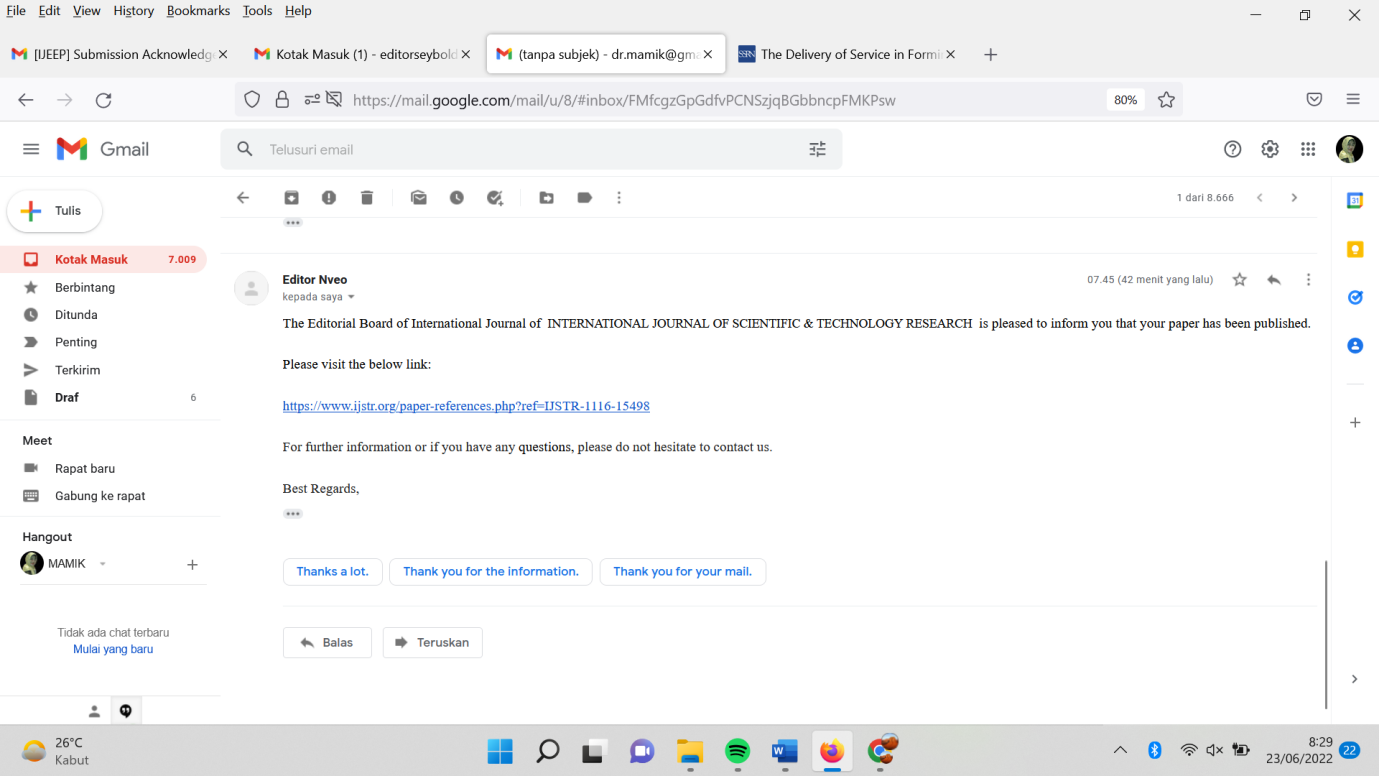 File Edit View History Bookmarks Tools Help
[IJEEP] Submission Acknowledge
Kotak Masuk (1) - editorseybold
(tanpa subjek) - dr.mamik@gma
SSRN The Delivery of Service in Formin
https://mail.google.com/mail/u/8/#inbox/FMfcgzGpGdfvPCNSzjqBGbbncpFMKPsw
80%
Gmail
Telusuri email
Tulis
1 dari 8.666
31
Kotak Masuk 7.009
Berbintang
Ditunda
Penting
Terkirim
Draf 6
Meet
Rapat baru
Gabung ke rapat
Hangout
MAMIK
Tidak ada chat terbaru
Mulai yang baru
Editor Nveo
07.45 (42 menit yang lalu)
kepada saya
The Editorial Board of International Journal of INTERNATIONAL JOURNAL OF SCIENTIFIC & TECHNOLOGY RESEARCH is pleased to inform you that your paper has been published.
Please visit the below link:
https://www.ijstr.org/paper-references.php?ref=IJSTR-1116-15498
For further information or if you have any questions, please do not hesitate to contact us.
Best Regards,
Thanks a lot.
Thank you for the information.
Thank you for your mail.
Balas
Teruskan
26°C
Kabut
W
8:29
23/06/2022
22